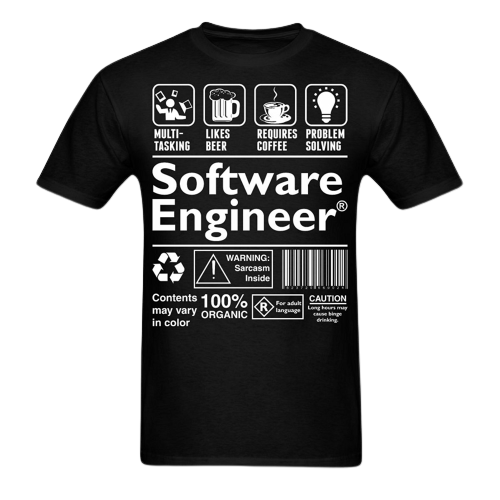 MULTI-
TASKING
LIKES
BEER
REQUIRES
COFFEE
PROBLEM
SOLVING
Software
Engineer®
WARNING:
Sarcasm
Inside
Contents
may vary
in color
100%
ORGANIC
R
For adult
language
CAUTION
Long hours may
cause binge
drinking.